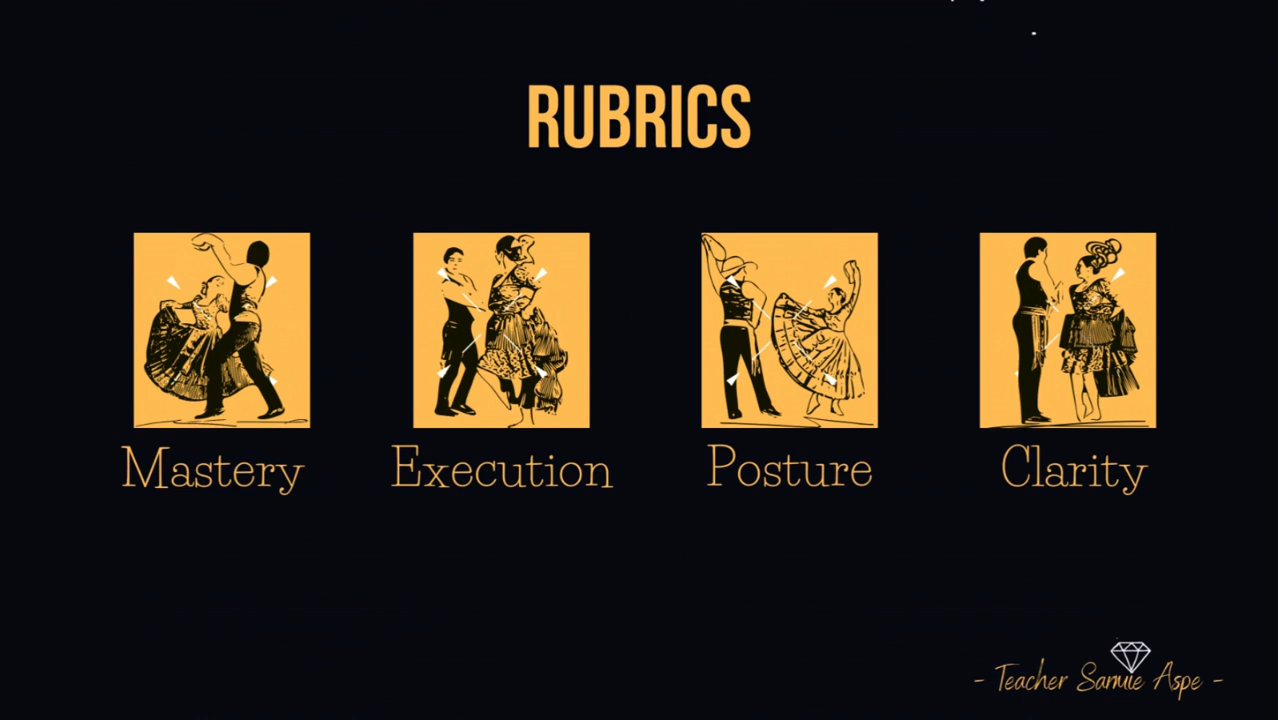 RUBRICS
Mastery Execution Posture Clarity
- Teacher Samie Aspe -